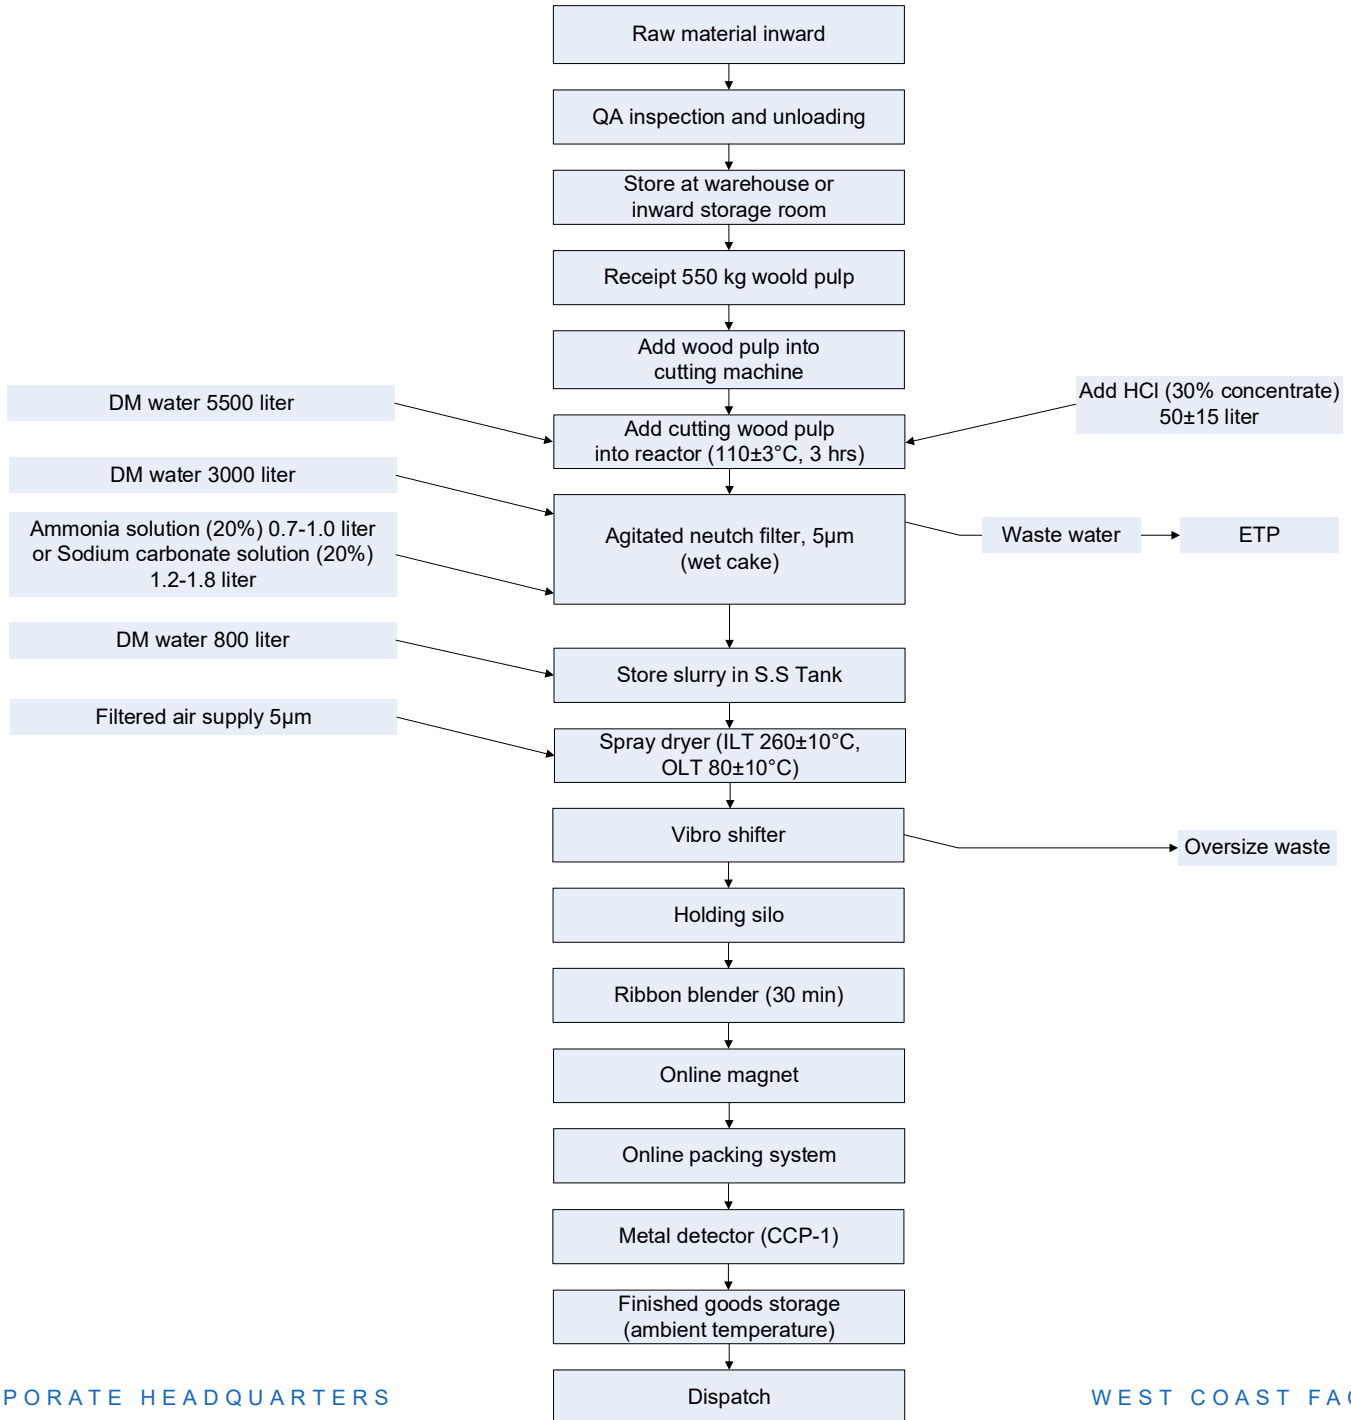 Raw material inward
QA inspection and unloading
Store at warehouse or
inward storage room
Receipt 550 kg woold pulp
Add wood pulp into
cutting machine
DM water 5500 liter
Add HCl (30% concentrate)
50±15 liter
Add cutting wood pulp
into reactor (110±3°C, 3 hrs)
DM water 3000 liter
Ammonia solution (20%) 0.7-1.0 liter
or Sodium carbonate solution (20%)
1.2-1.8 liter
Agitated neutch filter, 5µm
(wet cake)
Waste water
ETP
DM water 800 liter
Store slurry in S.S Tank
Filtered air supply 5µm
Spray dryer (ILT 260±10°C,
OLT 80±10°C)
Vibro shifter
Oversize waste
Holding silo
Ribbon blender (30 min)
Online magnet
Online packing system
Metal detector (CCP-1)
Finished goods storage
(ambient temperature)
Dispatch
PORATE HEADQUARTERS
WEST COAST FAC